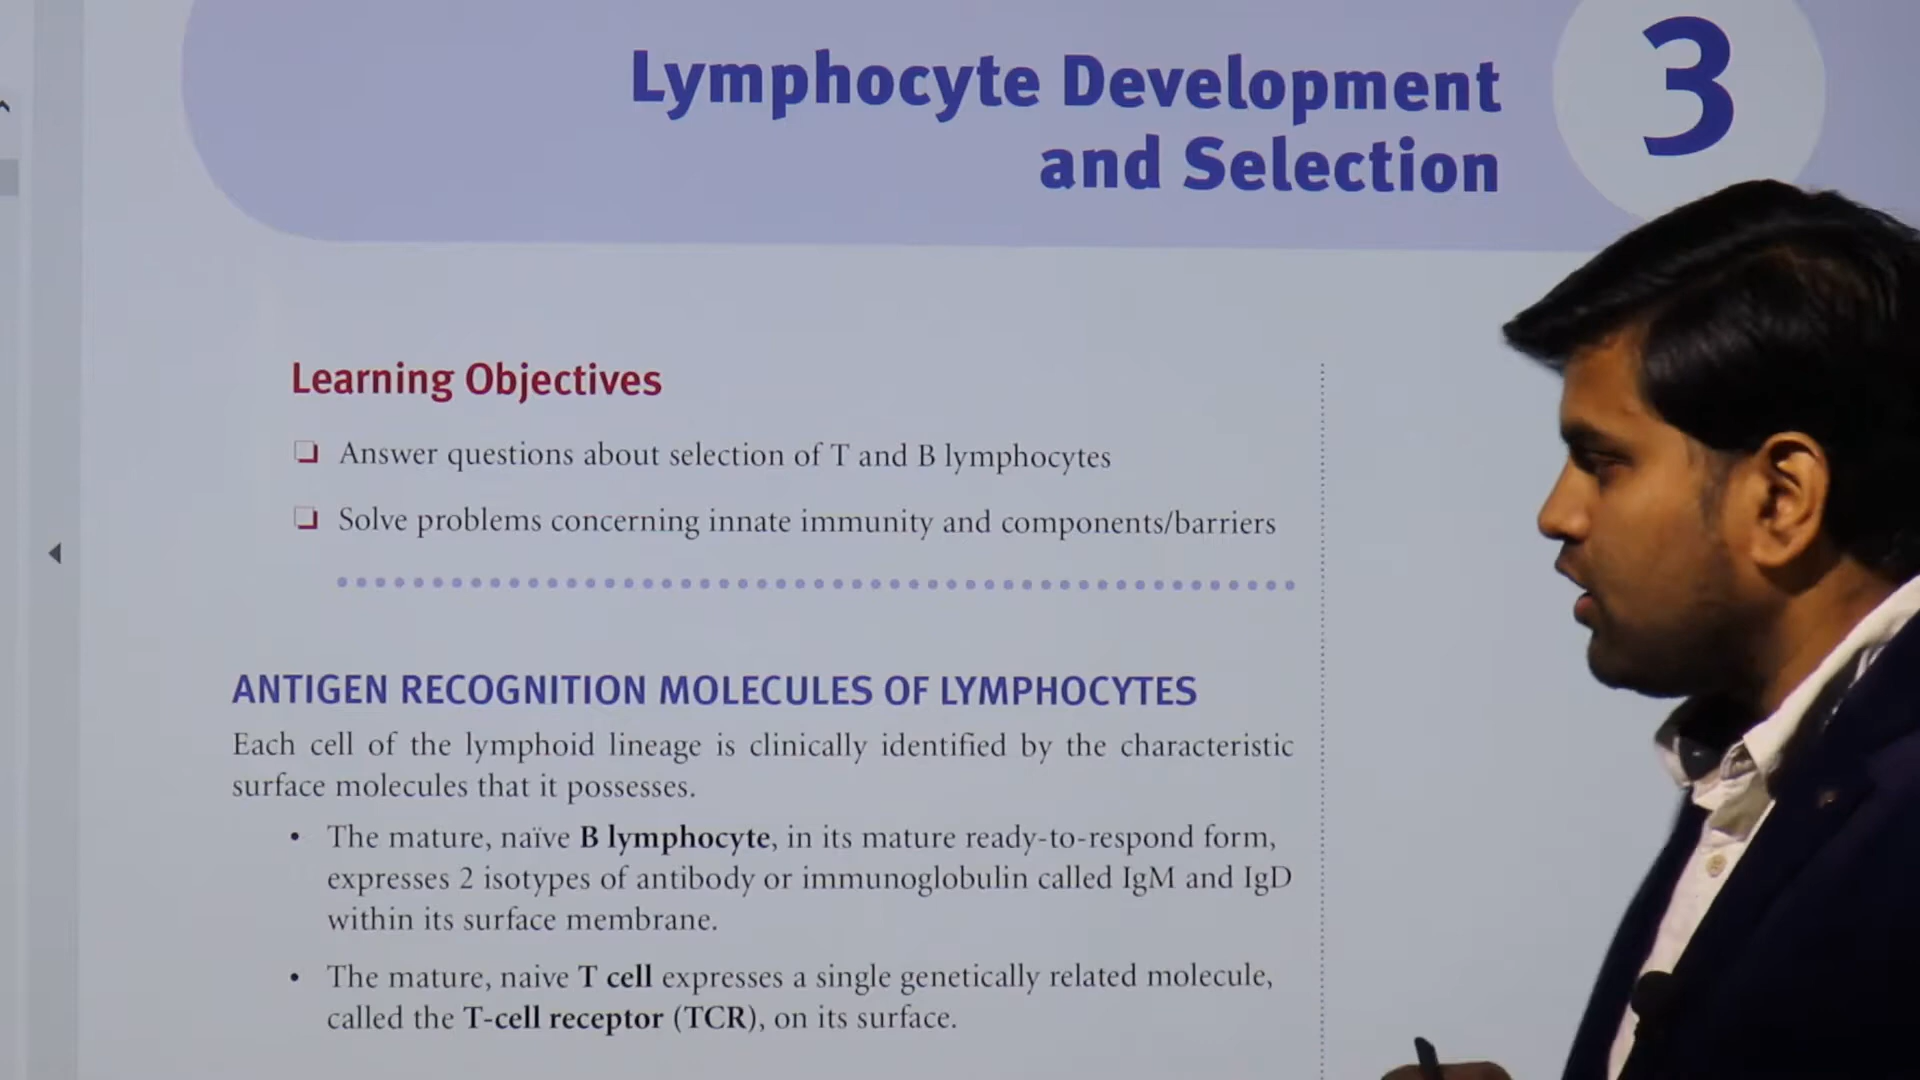 Lymphocyte Development
and Selection
3
Learning Objectives
❏ Answer questions about selection of T and B lymphocytes
❏ Solve problems concerning innate immunity and components/barriers
ANTIGEN RECOGNITION MOLECULES OF LYMPHOCYTES
Each cell of the lymphoid lineage is clinically identified by the characteristic
surface molecules that it possesses.
• The mature, naïve B lymphocyte, in its mature ready-to-respond form,
expresses 2 isotypes of antibody or immunoglobulin called IgM and IgD
within its surface membrane.
• The mature, naive T cell expresses a single genetically related molecule,
called the T-cell receptor (TCR), on its surface.